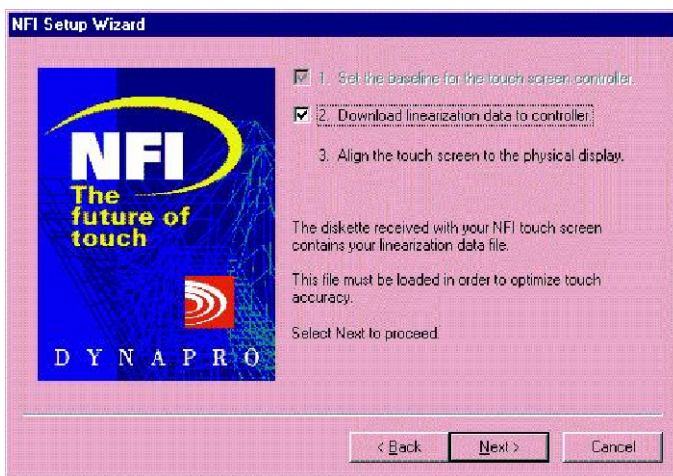 NFI Setup Wizard
1. Set the baseline for the touch screen controller.
2. Download linearization data to controller.
3. Align the touch screen to the physical display.
NFI
The
future of
touch
DYNAPRO
The diskette received with your NFI touch screen
contains your linearization data file.
This file must be loaded in order to optimize touch
accuracy.
Select Next to proceed.
< Back
Next >
Cancel